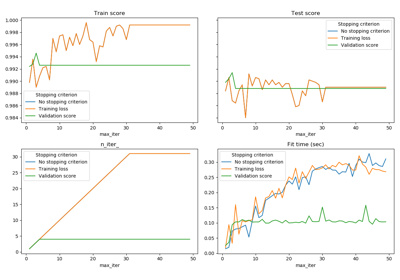 Train score
Test score
1.000
0.998
0.996
0.994
0.992
0.990
0.988
0.986
0.984
Stopping criterion
No stopping criterion
Training loss
Validation score
Stopping criterion
No stopping criterion
Training loss
Validation score
0 10 20 30 40 50
max_iter
0 10 20 30 40 50
max_iter
n_iter_
Fit time (sec)
30
25
20
15
10
5
0
Stopping criterion
No stopping criterion
Training loss
Validation score
0.30
0.25
0.20
0.15
0.10
0.05
0.00
Stopping criterion
No stopping criterion
Training loss
Validation score
0 10 20 30 40 50
max_iter
0 10 20 30 40 50
max_iter